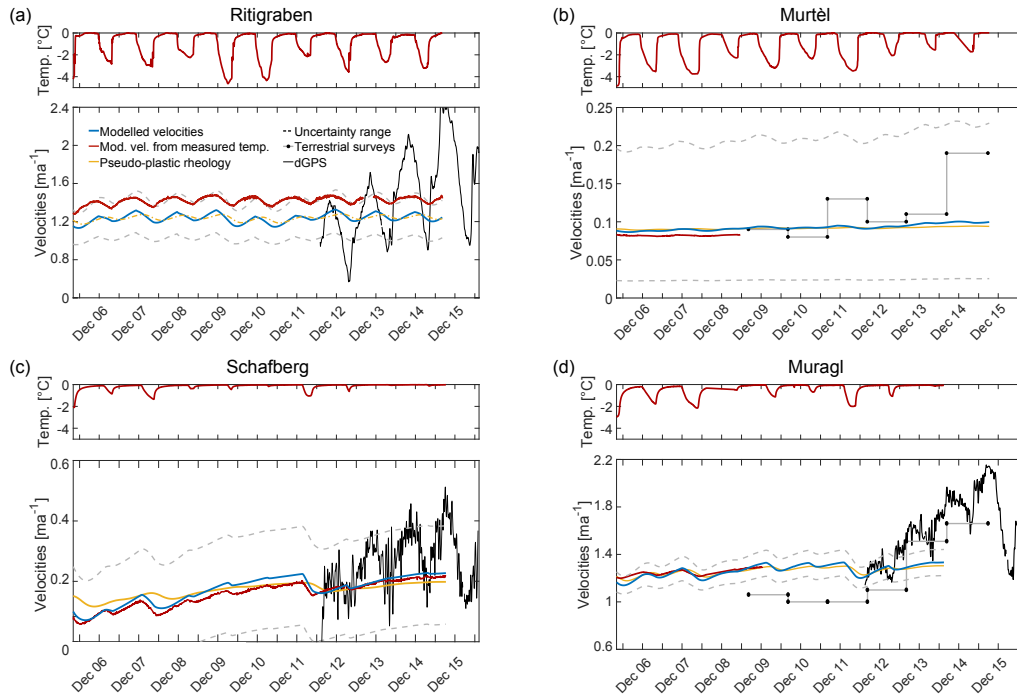 (a)
Ritigraben
Temp. [°C]
0
-2
-4
Velocities [ma⁻¹]
2.4
2
1.6
1.2
0.9
0
Modelled velocities
Mod. vel. from measured temp.
Pseudo-plastic rheology
Uncertainty range
Terrestrial surveys
dGPS
Dec 06
Dec 07
Dec 08
Dec 09
Dec 10
Dec 11
Dec 12
Dec 13
Dec 14
Dec 15
(b)
Murtèl
Temp. [°C]
0
-2
-4
Velocities [ma⁻¹]
0.25
0.2
0.15
0.1
0.05
0
Dec 06
Dec 07
Dec 08
Dec 09
Dec 10
Dec 11
Dec 12
Dec 13
Dec 14
Dec 15
(c)
Schafberg
Temp. [°C]
0
-2
-4
Velocities [ma⁻¹]
0.6
0.4
0.2
0
Dec 06
Dec 07
Dec 08
Dec 09
Dec 10
Dec 11
Dec 12
Dec 13
Dec 14
Dec 15
(d)
Muragl
Temp. [°C]
0
-2
-4
Velocities [ma⁻¹]
2.2
1.8
1.4
1
0.6
Dec 06
Dec 07
Dec 08
Dec 09
Dec 10
Dec 11
Dec 12
Dec 13
Dec 14
Dec 15